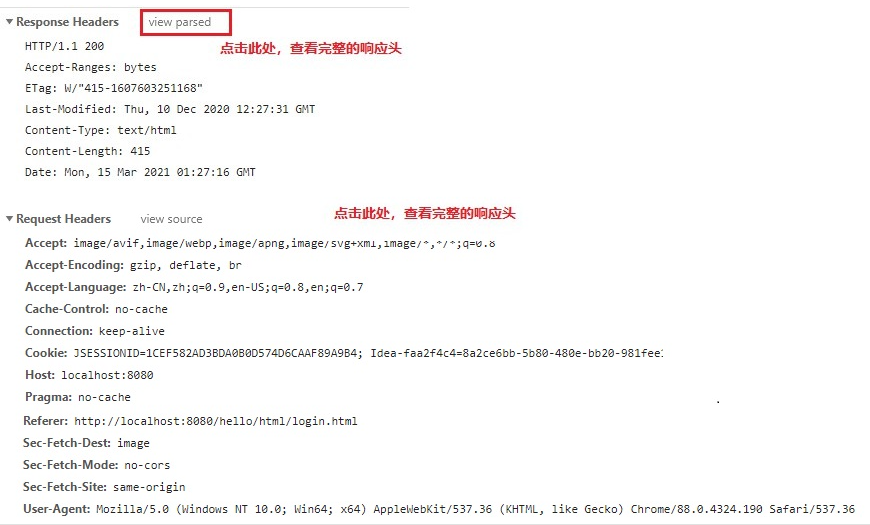 Response Headers view parsed
点击此处，查看完整的响应头
HTTP/1.1 200
Accept-Ranges: bytes
ETag: W/"415-1607603251168"
Last-Modified: Thu, 10 Dec 2020 12:27:31 GMT
Content-Type: text/html
Content-Length: 415
Date: Mon, 15 Mar 2021 01:27:16 GMT
点击此处，查看完整的响应头
Request Headers view source
Accept: image/avif,image/webp,image/apng,image/svg+xml,image/*,*/*;q=0.8
Accept-Encoding: gzip, deflate, br
Accept-Language: zh-CN,zh;q=0.9,en-US;q=0.8,en;q=0.7
Cache-Control: no-cache
Connection: keep-alive
Cookie: JSESSIONID=1CEF582AD3BDA0B0D574D6CAAF89A9B4; Idea-faa2f4c4=8a2ce6bb-5b80-480e-bb20-981fee
Host: localhost:8080
Pragma: no-cache
Referer: http://localhost:8080/hello/html/login.html
Sec-Fetch-Dest: image
Sec-Fetch-Mode: no-cors
Sec-Fetch-Site: same-origin
User-Agent: Mozilla/5.0 (Windows NT 10.0; Win64; x64) AppleWebKit/537.36 (KHTML, like Gecko) Chrome/88.0.4324.190 Safari/537.36